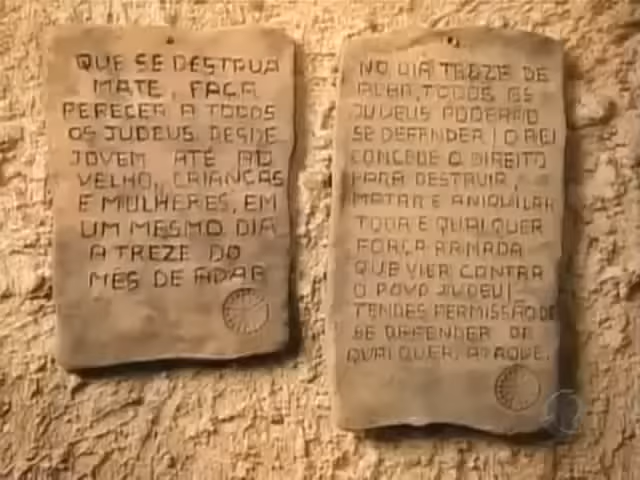 QUE SE DESTRUA
MATE, FAÇA
PERECER A TODOS
OS JUDEUS, DESDE
JOVEM ATÉ AO
VELHO, CRIANÇAS
E MULHERES, EM
UM MESMO DIA
A TREZE DO
MÊS DE ADAR
NO DIA TREZE DE
ADAR, TODOS OS
JUDEUS PODERÃO
SE DEFENDER! O REI
CONCEDE O DIREITO
PARA DESTRUIR,
MATAR E ANIQUILAR
TODA E QUALQUER
FORÇA ARMADA
QUE VIER CONTRA
O POVO JUDEU!
TENDES PERMISSÃO DE
SE DEFENDER DE
QUALQUER ATAQUE.